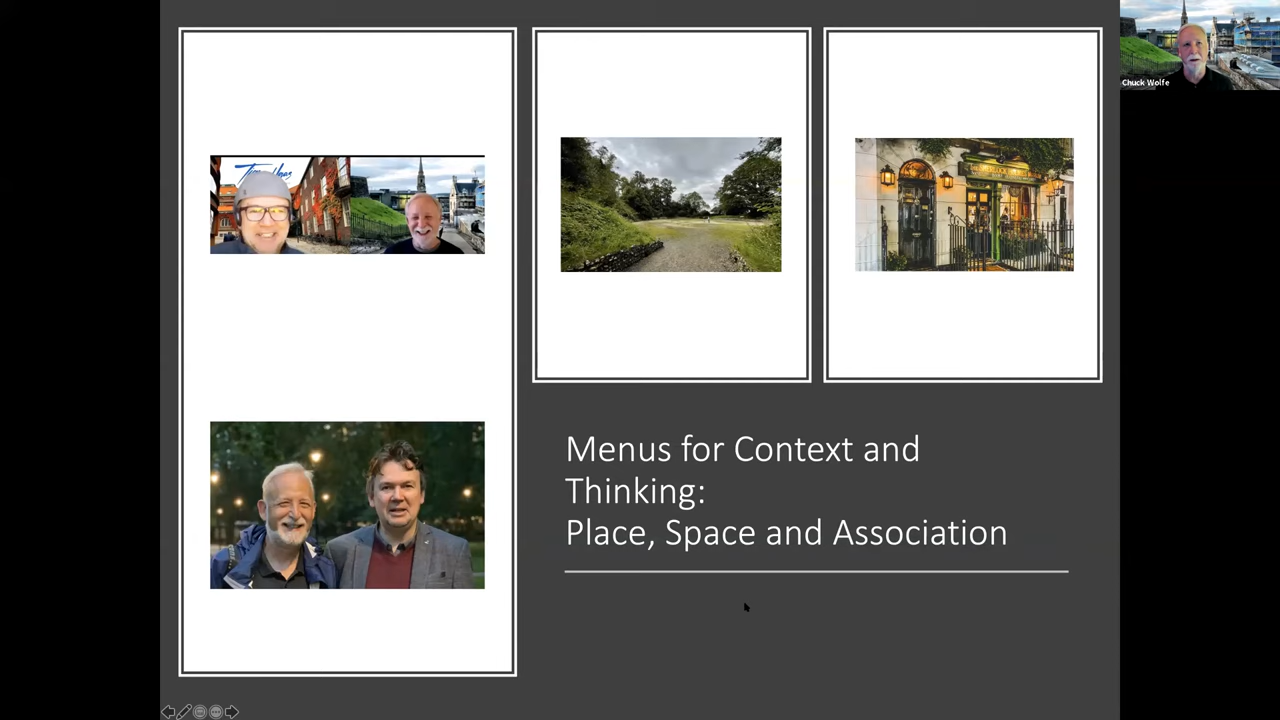 Chuck Wolfe
Menus for Context and
Thinking:
Place, Space and Association